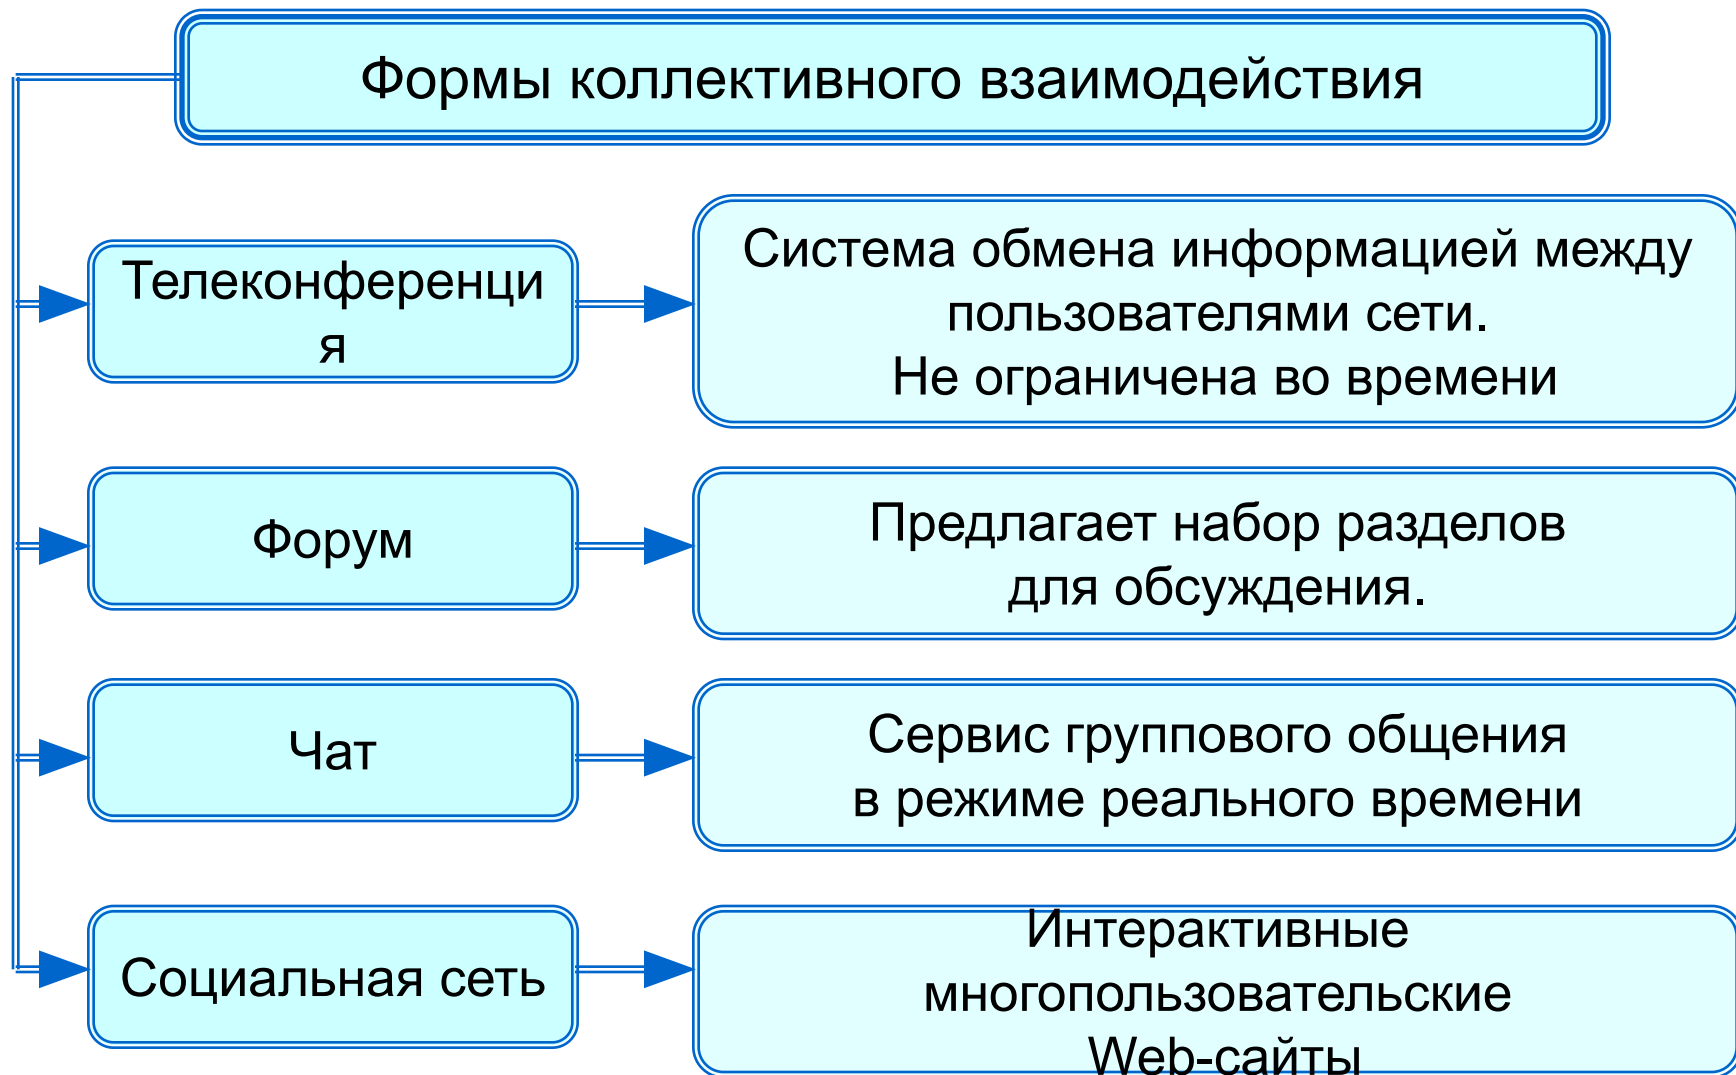 Формы коллективного взаимодействия
Телеконференци
я
Система обмена информацией между
пользователями сети.
Не ограничена во времени
Форум
Предлагает набор разделов
для обсуждения.
Чат
Сервис группового общения
в режиме реального времени
Социальная сеть
Интерактивные
многопользовательские
Web-сайты